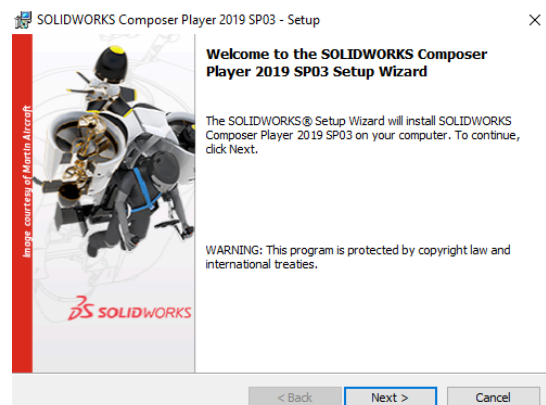 SOLIDWORKS Composer Player 2019 SP03 - Setup
Welcome to the SOLIDWORKS Composer
Player 2019 SP03 Setup Wizard
The SOLIDWORKS® Setup Wizard will install SOLIDWORKS
Composer Player 2019 SP03 on your computer. To continue,
click Next.
Image courtesy of Martin Aircraft
WARNING: This program is protected by copyright law and
international treaties.
SOLIDWORKS
< Back
Next >
Cancel